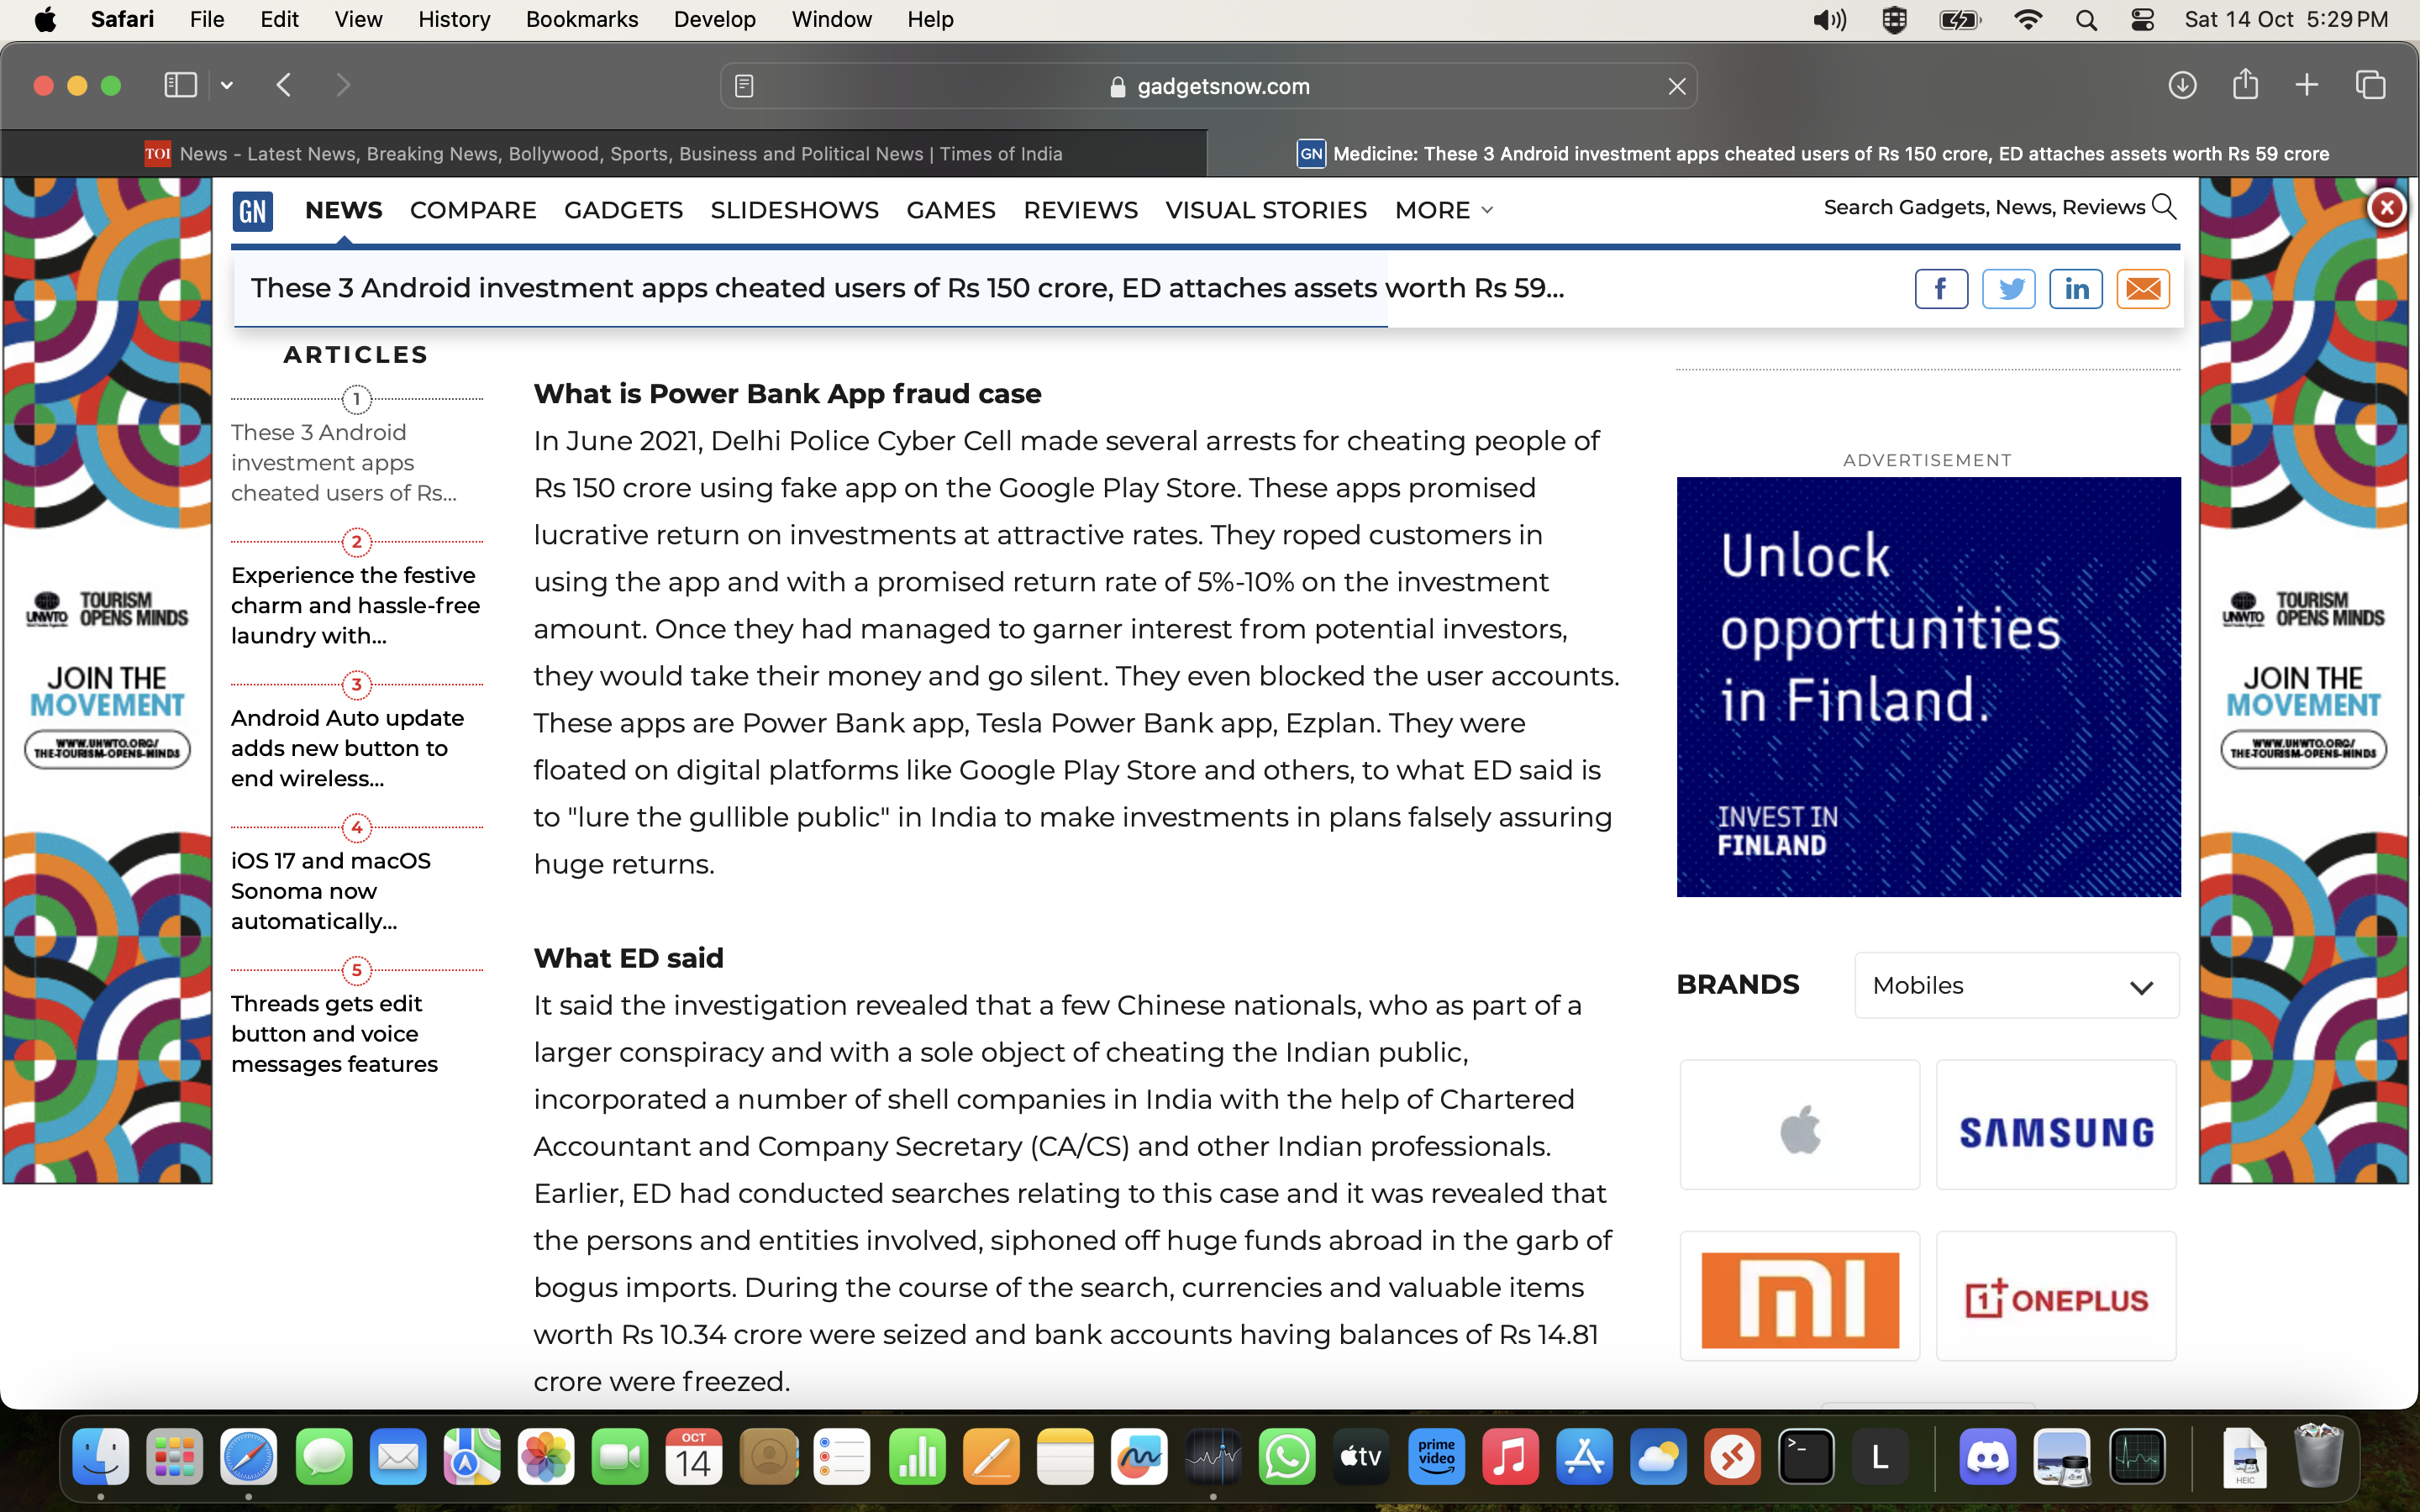 Safari File Edit View History Bookmarks Develop Window Help Sat 14 Oct 5:29 PM
gadgetsnow.com
TOI News - Latest News, Breaking News, Bollywood, Sports, Business and Political News | Times of India
GN Medicine: These 3 Android investment apps cheated users of Rs 150 crore, ED attaches assets worth Rs 59 crore
GN NEWS COMPARE GADGETS SLIDESHOWS GAMES REVIEWS VISUAL STORIES MORE Search Gadgets, News, Reviews
These 3 Android investment apps cheated users of Rs 150 crore, ED attaches assets worth Rs 59...
f in
ARTICLES
1
These 3 Android
investment apps
cheated users of Rs...
2
Experience the festive
charm and hassle-free
laundry with...
3
Android Auto update
adds new button to
end wireless...
4
iOS 17 and macOS
Sonoma now
automatically...
5
Threads gets edit
button and voice
messages features
What is Power Bank App fraud case
In June 2021, Delhi Police Cyber Cell made several arrests for cheating people of
Rs 150 crore using fake app on the Google Play Store. These apps promised
lucrative return on investments at attractive rates. They roped customers in
using the app and with a promised return rate of 5%-10% on the investment
amount. Once they had managed to garner interest from potential investors,
they would take their money and go silent. They even blocked the user accounts.
These apps are Power Bank app, Tesla Power Bank app, Ezplan. They were
floated on digital platforms like Google Play Store and others, to what ED said is
to "lure the gullible public" in India to make investments in plans falsely assuring
huge returns.
What ED said
It said the investigation revealed that a few Chinese nationals, who as part of a
larger conspiracy and with a sole object of cheating the Indian public,
incorporated a number of shell companies in India with the help of Chartered
Accountant and Company Secretary (CA/CS) and other Indian professionals.
Earlier, ED had conducted searches relating to this case and it was revealed that
the persons and entities involved, siphoned off huge funds abroad in the garb of
bogus imports. During the course of the search, currencies and valuable items
worth Rs 10.34 crore were seized and bank accounts having balances of Rs 14.81
crore were freezed.
ADVERTISEMENT
Unlock
opportunities
in Finland.
INVEST IN
FINLAND
BRANDS Mobiles
SAMSUNG
MI
1+ ONEPLUS
UNWTO
TOURISM
OPENS MINDS
JOIN THE
MOVEMENT
WWW.UNWTO.ORG/
THE-TOURISM-OPENS-MINDS
UNWTO
TOURISM
OPENS MINDS
JOIN THE
MOVEMENT
WWW.UNWTO.ORG/
THE-TOURISM-OPENS-MINDS
OCT
14
tv
prime
video
>_
L
HEIC